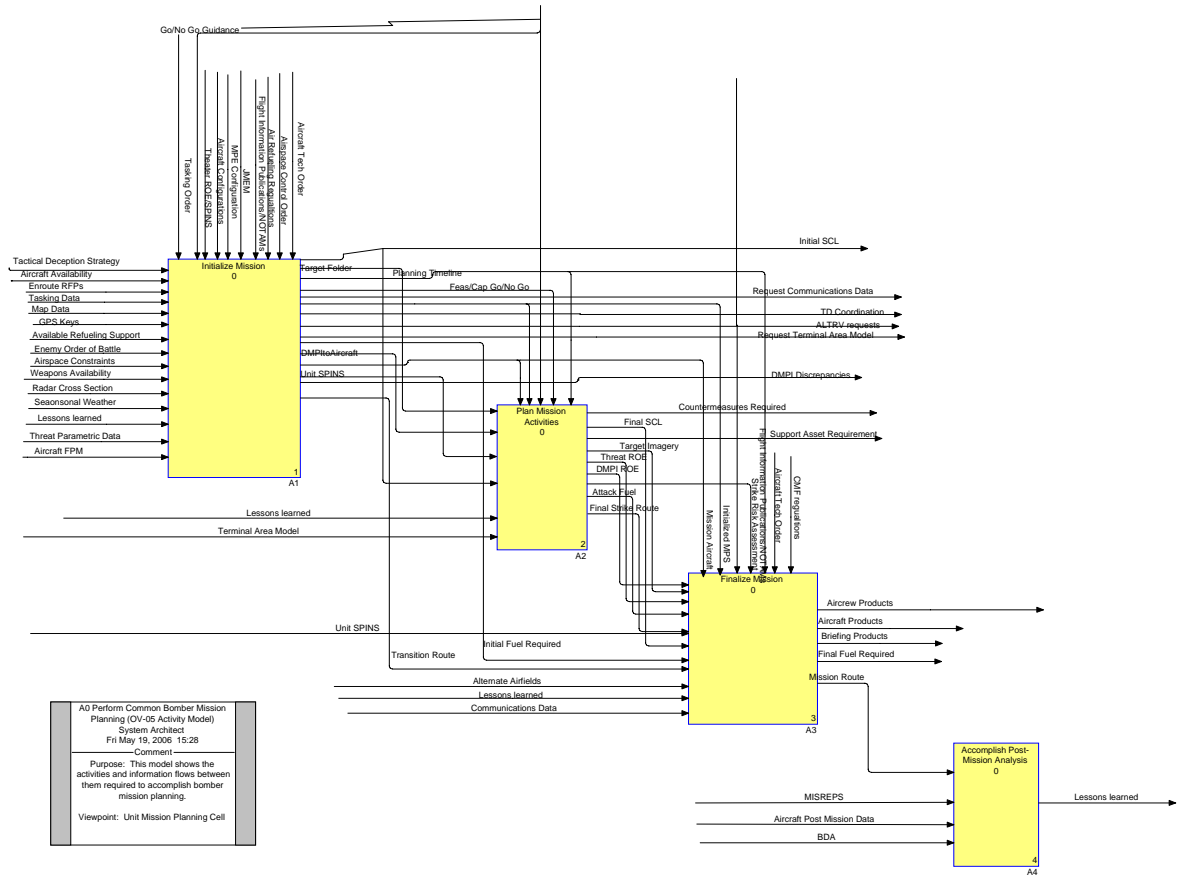 Go/No Go Guidance
Tasking Order
Theater ROE/SPINS
Aircraft Configurations
MPE Configuration
JMEM
Flight Information Publications/NOTAMs
Air Refueling Regualtions
Airspace Control Order
Aircraft Tech Order
Tactical Deception Strategy
Aircraft Availability
Enroute RFPs
Tasking Data
Map Data
GPS Keys
Available Refueling Support
Enemy Order of Battle
Airspace Constraints
Weapons Availability
Radar Cross Section
Seaonsonal Weather
Lessons learned
Threat Parametric Data
Aircraft FPM
Initialize Mission
0
1
A1
Initial SCL
Target Folder
Planning Timeline
Feas/Cap Go/No Go
Request Communications Data
TD Coordination
ALTRV requests
Request Terminal Area Model
DMPItoAircraft
Unit SPINS
DMPI Discrepancies
Plan Mission
Activities
0
2
A2
Countermeasures Required
Final SCL
Support Asset Requirement
Target Imagery
Threat ROE
DMPI ROE
Attack Fuel
Final Strike Route
Lessons learned
Terminal Area Model
Mission Aircraft
Initialized MPS
Strike Risk Assessment
Flight Information Publications/NOTAMs
Aircraft Tech Order
CMF regualtions
Finalize Mission
0
3
A3
Unit SPINS
Initial Fuel Required
Transition Route
Alternate Airfields
Lessons learned
Communications Data
Aircrew Products
Aircraft Products
Briefing Products
Final Fuel Required
Mission Route
Accomplish Post-
Mission Analysis
0
4
A4
MISREPS
Aircraft Post Mission Data
BDA
Lessons learned
A0 Perform Common Bomber Mission
Planning (OV-05 Activity Model)
System Architect
Fri May 19, 2006 15:28
Comment
Purpose: This model shows the
activities and information flows between
them required to accomplish bomber
mission planning.
Viewpoint: Unit Mission Planning Cell